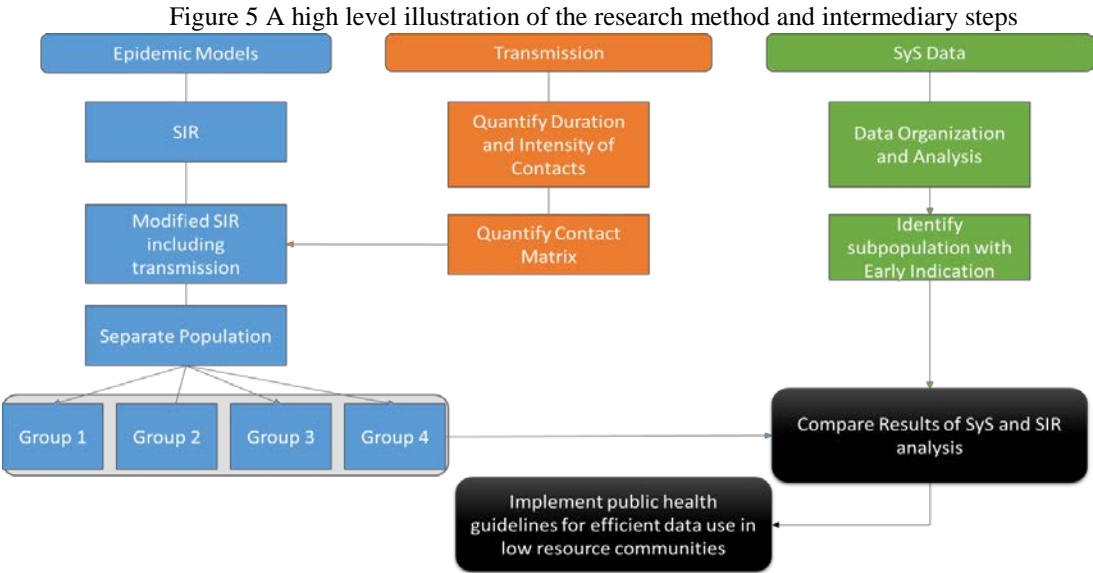 Figure 5 A high level illustration of the research method and intermediary steps
Epidemic Models
Transmission
SyS Data
SIR
Quantify Duration
and Intensity of
Contacts
Data Organization
and Analysis
Modified SIR
including
transmission
Quantify Contact
Matrix
Identify
subpopulation with
Early Indication
Separate Population
Group 1
Group 2
Group 3
Group 4
Compare Results of SyS and SIR
analysis
Implement public health
guidelines for efficient data use in
low resource communities